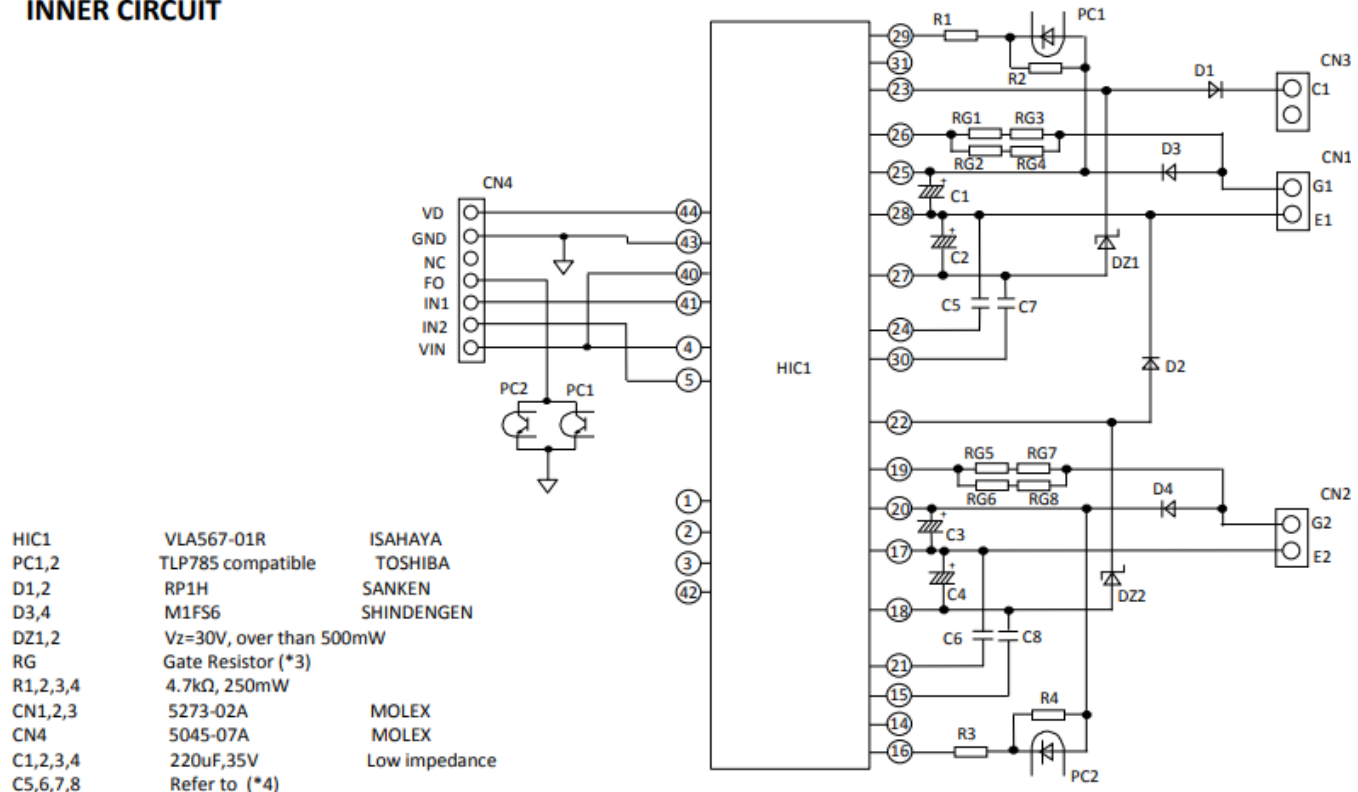 INNER CIRCUIT
R1
PC1
29
31
R2
23
D1
CN3
C1
RG1 RG3
26
RG2 RG4
D3
CN1
25
C1
G1
28
E1
CN4
C2
DZ1
27
C5
C7
24
30
VD
GND
NC
FO
IN1
IN2
VIN
44
43
40
41
4
5
HIC1
PC2
PC1
D2
22
RG5 RG7
19
RG6 RG8
D4
CN2
20
C3
G2
17
E2
C4
DZ2
18
C6
C8
21
15
14
R4
R3
16
PC2
1
2
3
42
HIC1 VLA567-01R ISAHAYA
PC1,2 TLP785 compatible TOSHIBA
D1,2 RP1H SANKEN
D3,4 M1FS6 SHINDENGEN
DZ1,2 Vz=30V, over than 500mW
RG Gate Resistor (*3)
R1,2,3,4 4.7kΩ, 250mW
CN1,2,3 5273-02A MOLEX
CN4 5045-07A MOLEX
C1,2,3,4 220uF,35V Low impedance
C5,6,7,8 Refer to (*4)